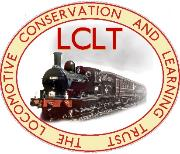 THE LOCOMOTIVE CONSERVATION AND LEARNING TRUST
LCLT